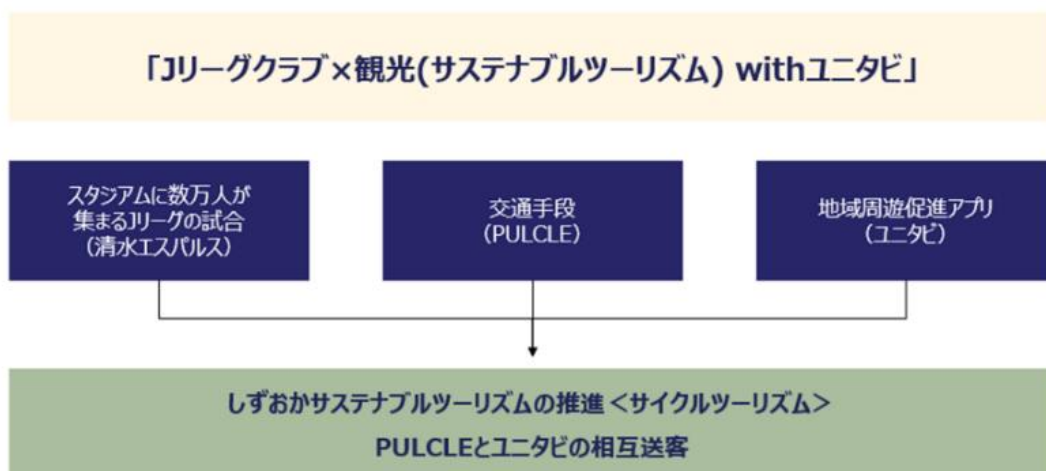 「Jリーグクラブ×観光(サステナブルツーリズム) withユニタビ」
スタジアムに数万人が
集まるJリーグの試合
（清水エスパルス）
交通手段
（PULCLE）
地域周遊促進アプリ
（ユニタビ）
しずおかサステナブルツーリズムの推進＜サイクルツーリズム＞
PULCLEとユニタビの相互送客